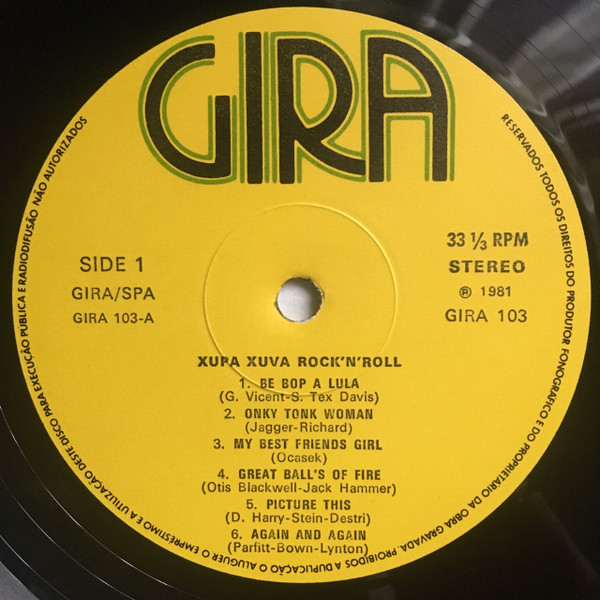 GIRA
SIDE 1
GIRA/SPA
GIRA 103-A
33 1/3 RPM
STEREO
℗ 1981
GIRA 103
XUPA XUVA ROCK'N'ROLL
1. BE BOP A LULA
(G. Vicent-S. Tex Davis)
2. ONKY TONK WOMAN
(Jagger-Richard)
3. MY BEST FRIENDS GIRL
(Ocasek)
4. GREAT BALL'S OF FIRE
(Otis Blackwell-Jack Hammer)
5. PICTURE THIS
(D. Harry-Stein-Destri)
6. AGAIN AND AGAIN
(Parfitt-Bown-Lynton)
RESERVADOS TODOS OS DIREITOS DO PRODUTOR FONOGRÁFICO E DO PROPRIETARIO DA OBRA GRAVADA PROIBIDOS A DUPLICAÇÃO O ALUGUER O EMPRESTIMO E A UTILIZAÇÃO DESTE DISCO PARA EXECUÇÃO PUBLICA E RADIODIFUSÃO NÃO AUTORIZADOS